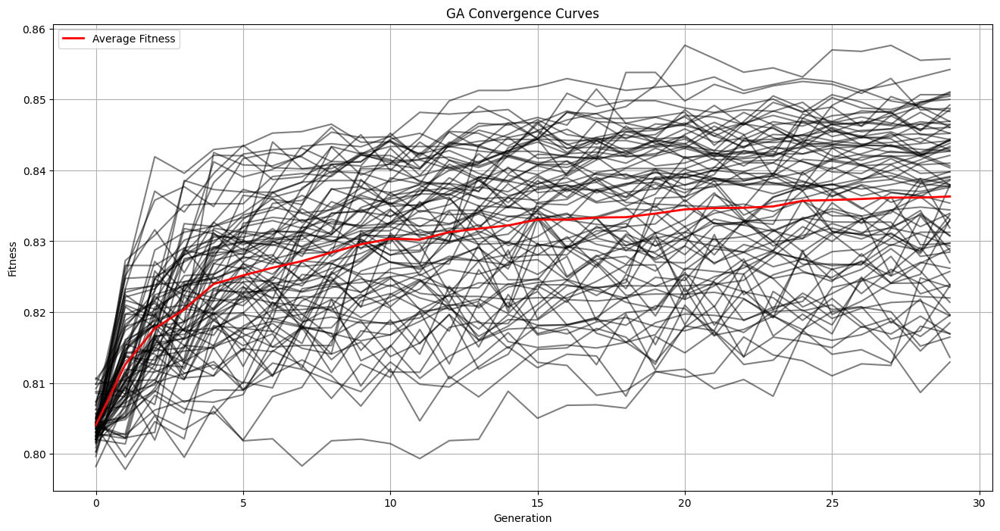 GA Convergence Curves
Average Fitness
0.86
0.85
0.84
0.83
0.82
0.81
0.80
Fitness
0 5 10 15 20 25 30
Generation